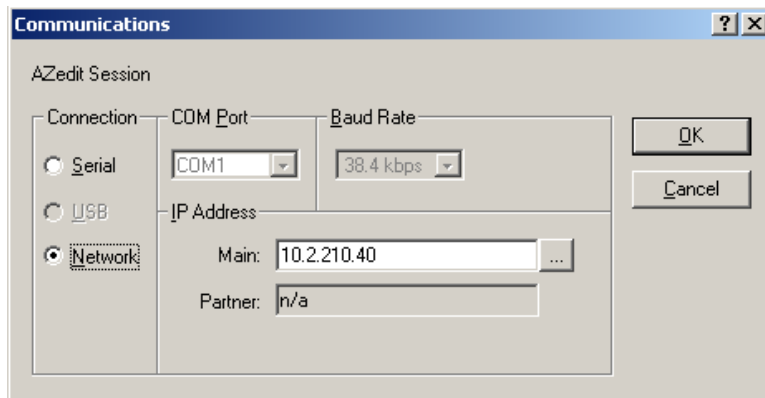 Communications
AZedit Session
Connection
COM Port
Baud Rate
Serial
COM1
38.4 kbps
OK
USB
Cancel
IP Address
Network
Main: 10.2.210.40 ...
Partner: n/a